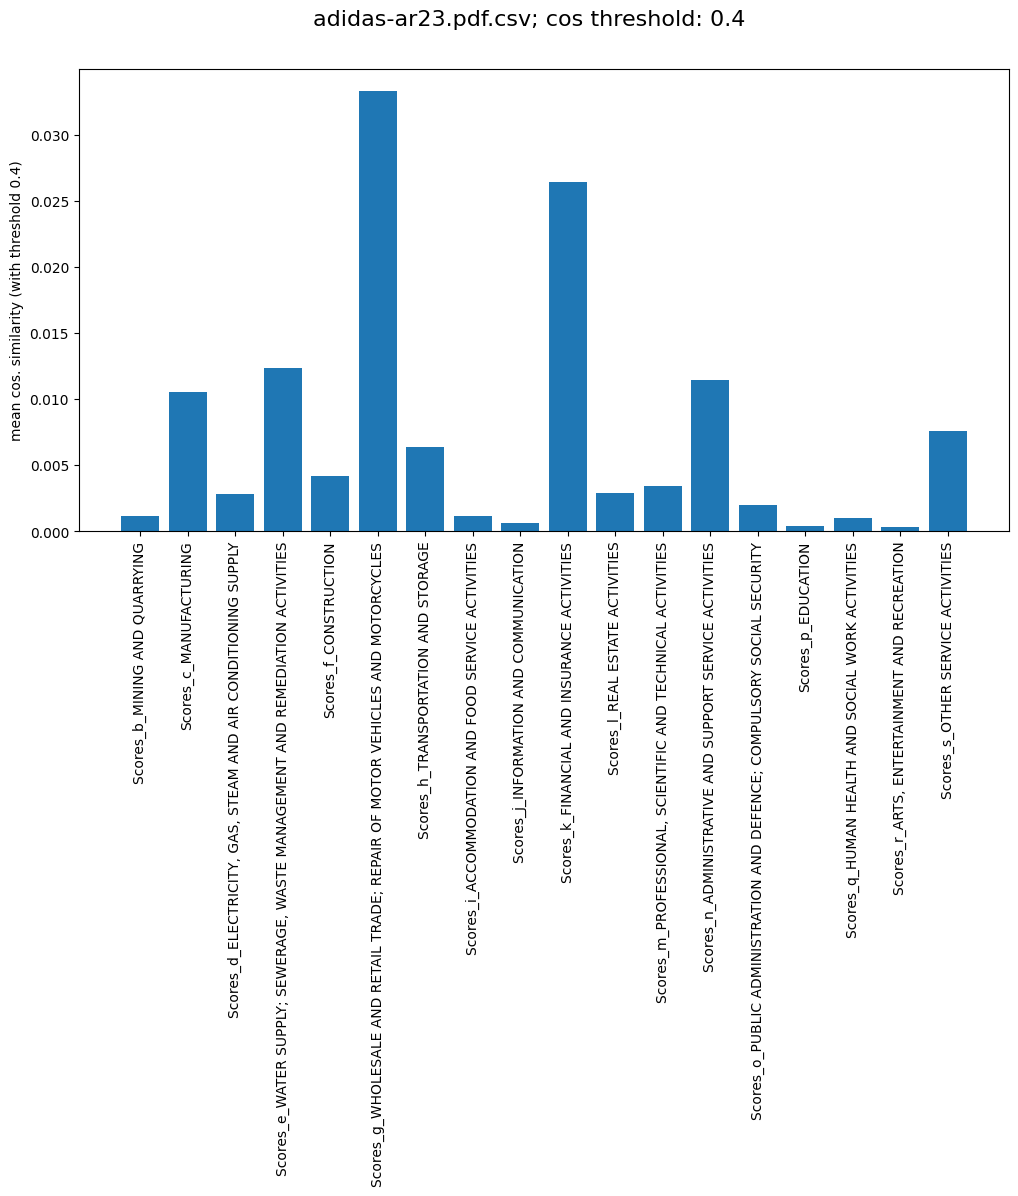 adidas-ar23.pdf.csv; cos threshold: 0.4
mean cos. similarity (with threshold 0.4)
0.030
0.025
0.020
0.015
0.010
0.005
0.000
Scores_b_MINING AND QUARRYING
Scores_c_MANUFACTURING
Scores_d_ELECTRICITY, GAS, STEAM AND AIR CONDITIONING SUPPLY
Scores_e_WATER SUPPLY; SEWERAGE, WASTE MANAGEMENT AND REMEDIATION ACTIVITIES
Scores_f_CONSTRUCTION
Scores_g_WHOLESALE AND RETAIL TRADE; REPAIR OF MOTOR VEHICLES AND MOTORCYCLES
Scores_h_TRANSPORTATION AND STORAGE
Scores_i_ACCOMMODATION AND FOOD SERVICE ACTIVITIES
Scores_j_INFORMATION AND COMMUNICATION
Scores_k_FINANCIAL AND INSURANCE ACTIVITIES
Scores_l_REAL ESTATE ACTIVITIES
Scores_m_PROFESSIONAL, SCIENTIFIC AND TECHNICAL ACTIVITIES
Scores_n_ADMINISTRATIVE AND SUPPORT SERVICE ACTIVITIES
Scores_o_PUBLIC ADMINISTRATION AND DEFENCE; COMPULSORY SOCIAL SECURITY
Scores_p_EDUCATION
Scores_q_HUMAN HEALTH AND SOCIAL WORK ACTIVITIES
Scores_r_ARTS, ENTERTAINMENT AND RECREATION
Scores_s_OTHER SERVICE ACTIVITIES